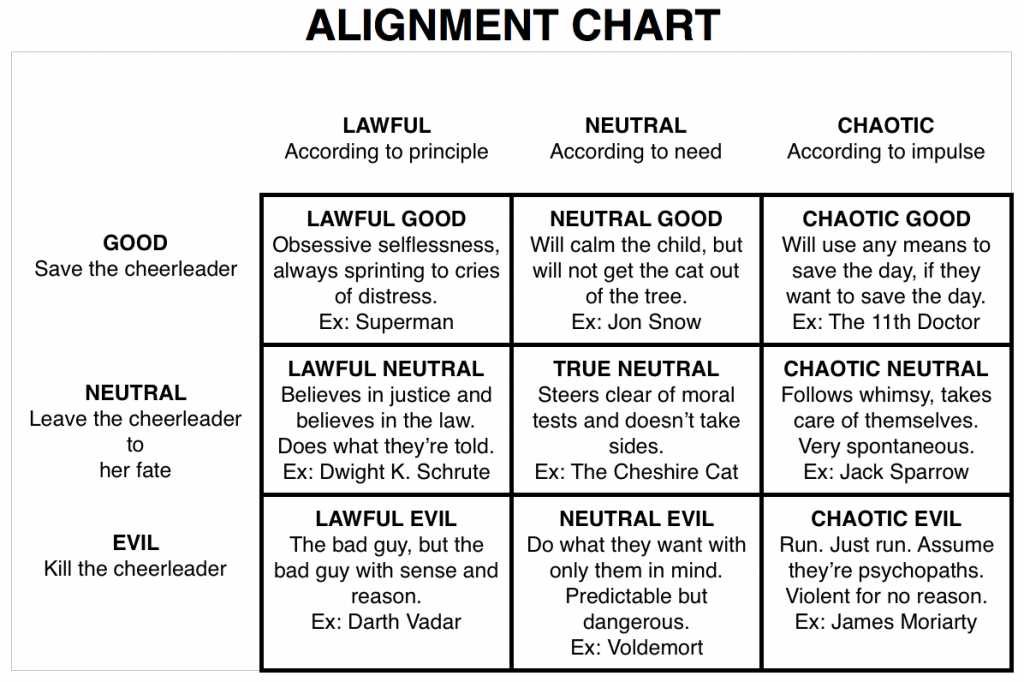 ALIGNMENT CHART
LAWFUL
According to principle
NEUTRAL
According to need
CHAOTIC
According to impulse
GOOD
Save the cheerleader
LAWFUL GOOD
Obsessive selflessness,
always sprinting to cries
of distress.
Ex: Superman
NEUTRAL GOOD
Will calm the child, but
will not get the cat out
of the tree.
Ex: Jon Snow
CHAOTIC GOOD
Will use any means to
save the day, if they
want to save the day.
Ex: The 11th Doctor
NEUTRAL
Leave the cheerleader
to
her fate
LAWFUL NEUTRAL
Believes in justice and
believes in the law.
Does what they're told.
Ex: Dwight K. Schrute
TRUE NEUTRAL
Steers clear of moral
tests and doesn't take
sides.
Ex: The Cheshire Cat
CHAOTIC NEUTRAL
Follows whimsy, takes
care of themselves.
Very spontaneous.
Ex: Jack Sparrow
EVIL
Kill the cheerleader
LAWFUL EVIL
The bad guy, but the
bad guy with sense and
reason.
Ex: Darth Vadar
NEUTRAL EVIL
Do what they want with
only them in mind.
Predictable but
dangerous.
Ex: Voldemort
CHAOTIC EVIL
Run. Just run. Assume
they're psychopaths.
Violent for no reason.
Ex: James Moriarty